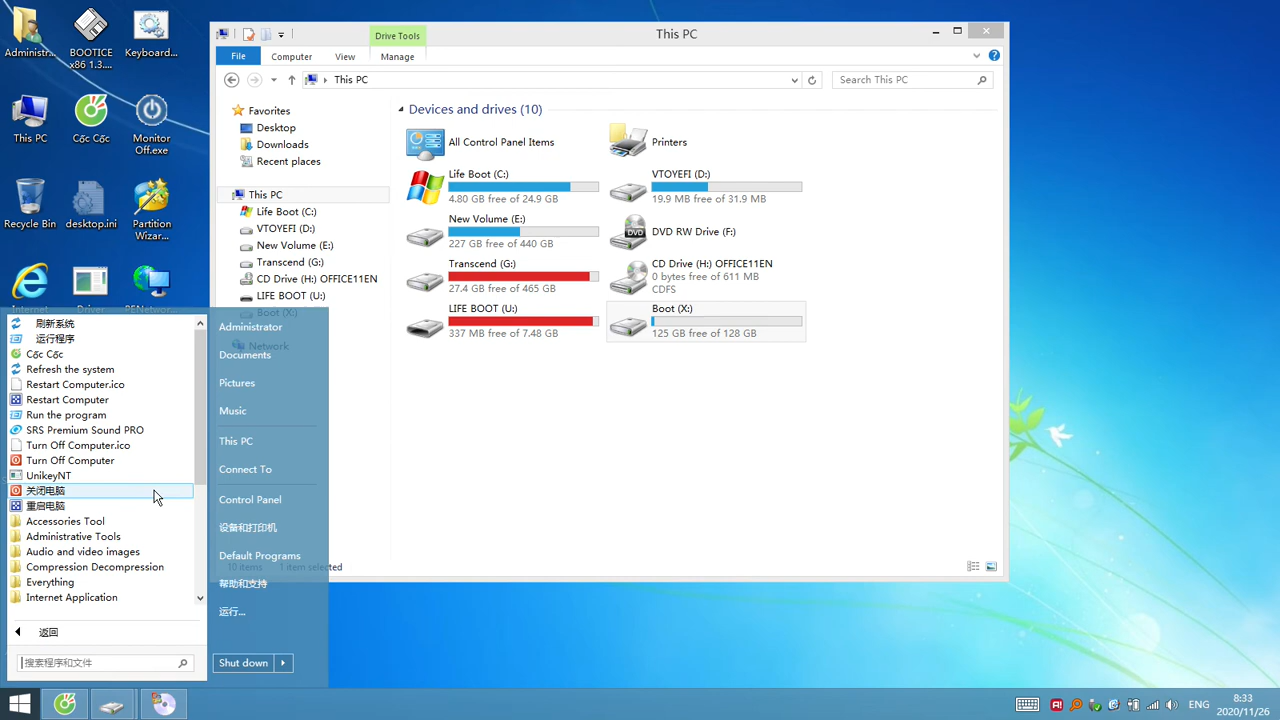 Administr...
BOOTICE x86 1.3....
Keyboard...
This PC
Cốc Cốc
Monitor Off.exe
Recycle Bin
desktop.ini
Partition Wizar...
Internet
Driver
PENetwor...
Drive Tools
This PC
File
Computer
View
Manage
This PC
Search This PC
Favorites
Desktop
Downloads
Recent places
This PC
Life Boot (C:)
VTOYEFI (D:)
New Volume (E:)
Transcend (G:)
CD Drive (H:) OFFICE11EN
LIFE BOOT (U:)
Boot (X:)
Network
Devices and drives (10)
All Control Panel Items
Printers
Life Boot (C:)
4.80 GB free of 24.9 GB
VTOYEFI (D:)
19.9 MB free of 31.9 MB
New Volume (E:)
227 GB free of 440 GB
DVD RW Drive (F:)
DVD
Transcend (G:)
27.4 GB free of 465 GB
CD Drive (H:) OFFICE11EN
0 bytes free of 611 MB
CDFS
LIFE BOOT (U:)
337 MB free of 7.48 GB
Boot (X:)
125 GB free of 128 GB
10 items
1 item selected
刷新系统
运行程序
Cốc Cốc
Refresh the system
Restart Computer.ico
Restart Computer
Run the program
SRS Premium Sound PRO
Turn Off Computer.ico
Turn Off Computer
UnikeyNT
关闭电脑
重启电脑
Accessories Tool
Administrative Tools
Audio and video images
Compression Decompression
Everything
Internet Application
返回
搜索程序和文件
Administrator
Documents
Pictures
Music
This PC
Connect To
Control Panel
设备和打印机
Default Programs
帮助和支持
运行...
Shut down
ENG
8:33
2020/11/26